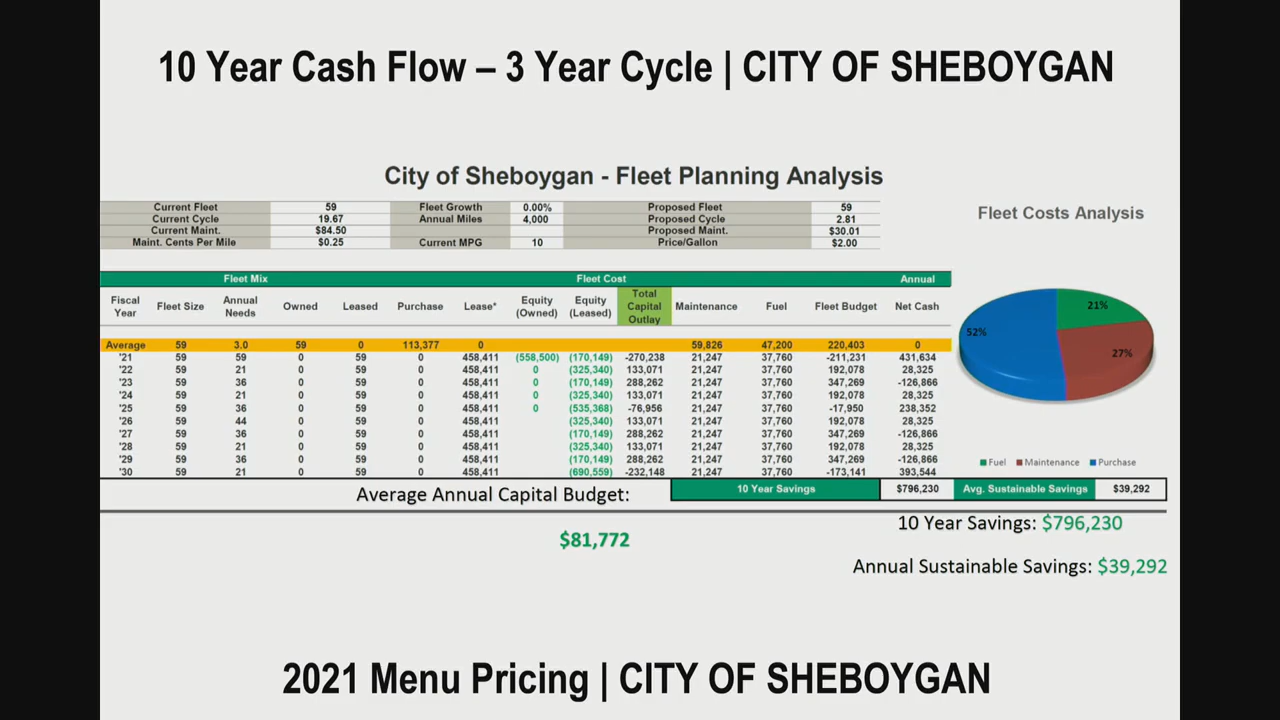 10 Year Cash Flow – 3 Year Cycle | CITY OF SHEBOYGAN
City of Sheboygan - Fleet Planning Analysis
Current Fleet 59 Fleet Growth 0.00% Proposed Fleet 59
Current Cycle 19.67 Annual Miles 4,000 Proposed Cycle 2.81
Current Maint. $84.50 Proposed Maint. $30.01
Maint. Cents Per Mile $0.25 Current MPG 10 Price/Gallon $2.00
Fleet Costs Analysis
Fleet Mix Fleet Cost Annual
Fiscal Year Fleet Size Annual Needs Owned Leased Purchase Lease* Equity (Owned) Equity (Leased) Total Capital Outlay Maintenance Fuel Fleet Budget Net Cash
Average 59 3.0 59 0 113,377 0 59,826 47,200 220,403 0
'21 59 59 0 59 0 458,411 (558,500) (170,149) -270,238 21,247 37,760 -211,231 431,634
'22 59 21 0 59 0 458,411 0 (325,340) 133,071 21,247 37,760 192,078 28,325
'23 59 36 0 59 0 458,411 0 (170,149) 288,262 21,247 37,760 347,269 -126,866
'24 59 21 0 59 0 458,411 0 (325,340) 133,071 21,247 37,760 192,078 28,325
'25 59 36 0 59 0 458,411 0 (535,368) -76,956 21,247 37,760 -17,950 238,352
'26 59 44 0 59 0 458,411 (325,340) 133,071 21,247 37,760 192,078 28,325
'27 59 36 0 59 0 458,411 (170,149) 288,262 21,247 37,760 347,269 -126,866
'28 59 21 0 59 0 458,411 (325,340) 133,071 21,247 37,760 192,078 28,325
'29 59 36 0 59 0 458,411 (170,149) 288,262 21,247 37,760 347,269 -126,866
'30 59 21 0 59 0 458,411 (690,559) -232,148 21,247 37,760 -173,141 393,544
21%
52%
27%
Fuel Maintenance Purchase
Average Annual Capital Budget: 10 Year Savings $796,230 Avg. Sustainable Savings $39,292
10 Year Savings: $796,230
$81,772
Annual Sustainable Savings: $39,292
2021 Menu Pricing | CITY OF SHEBOYGAN